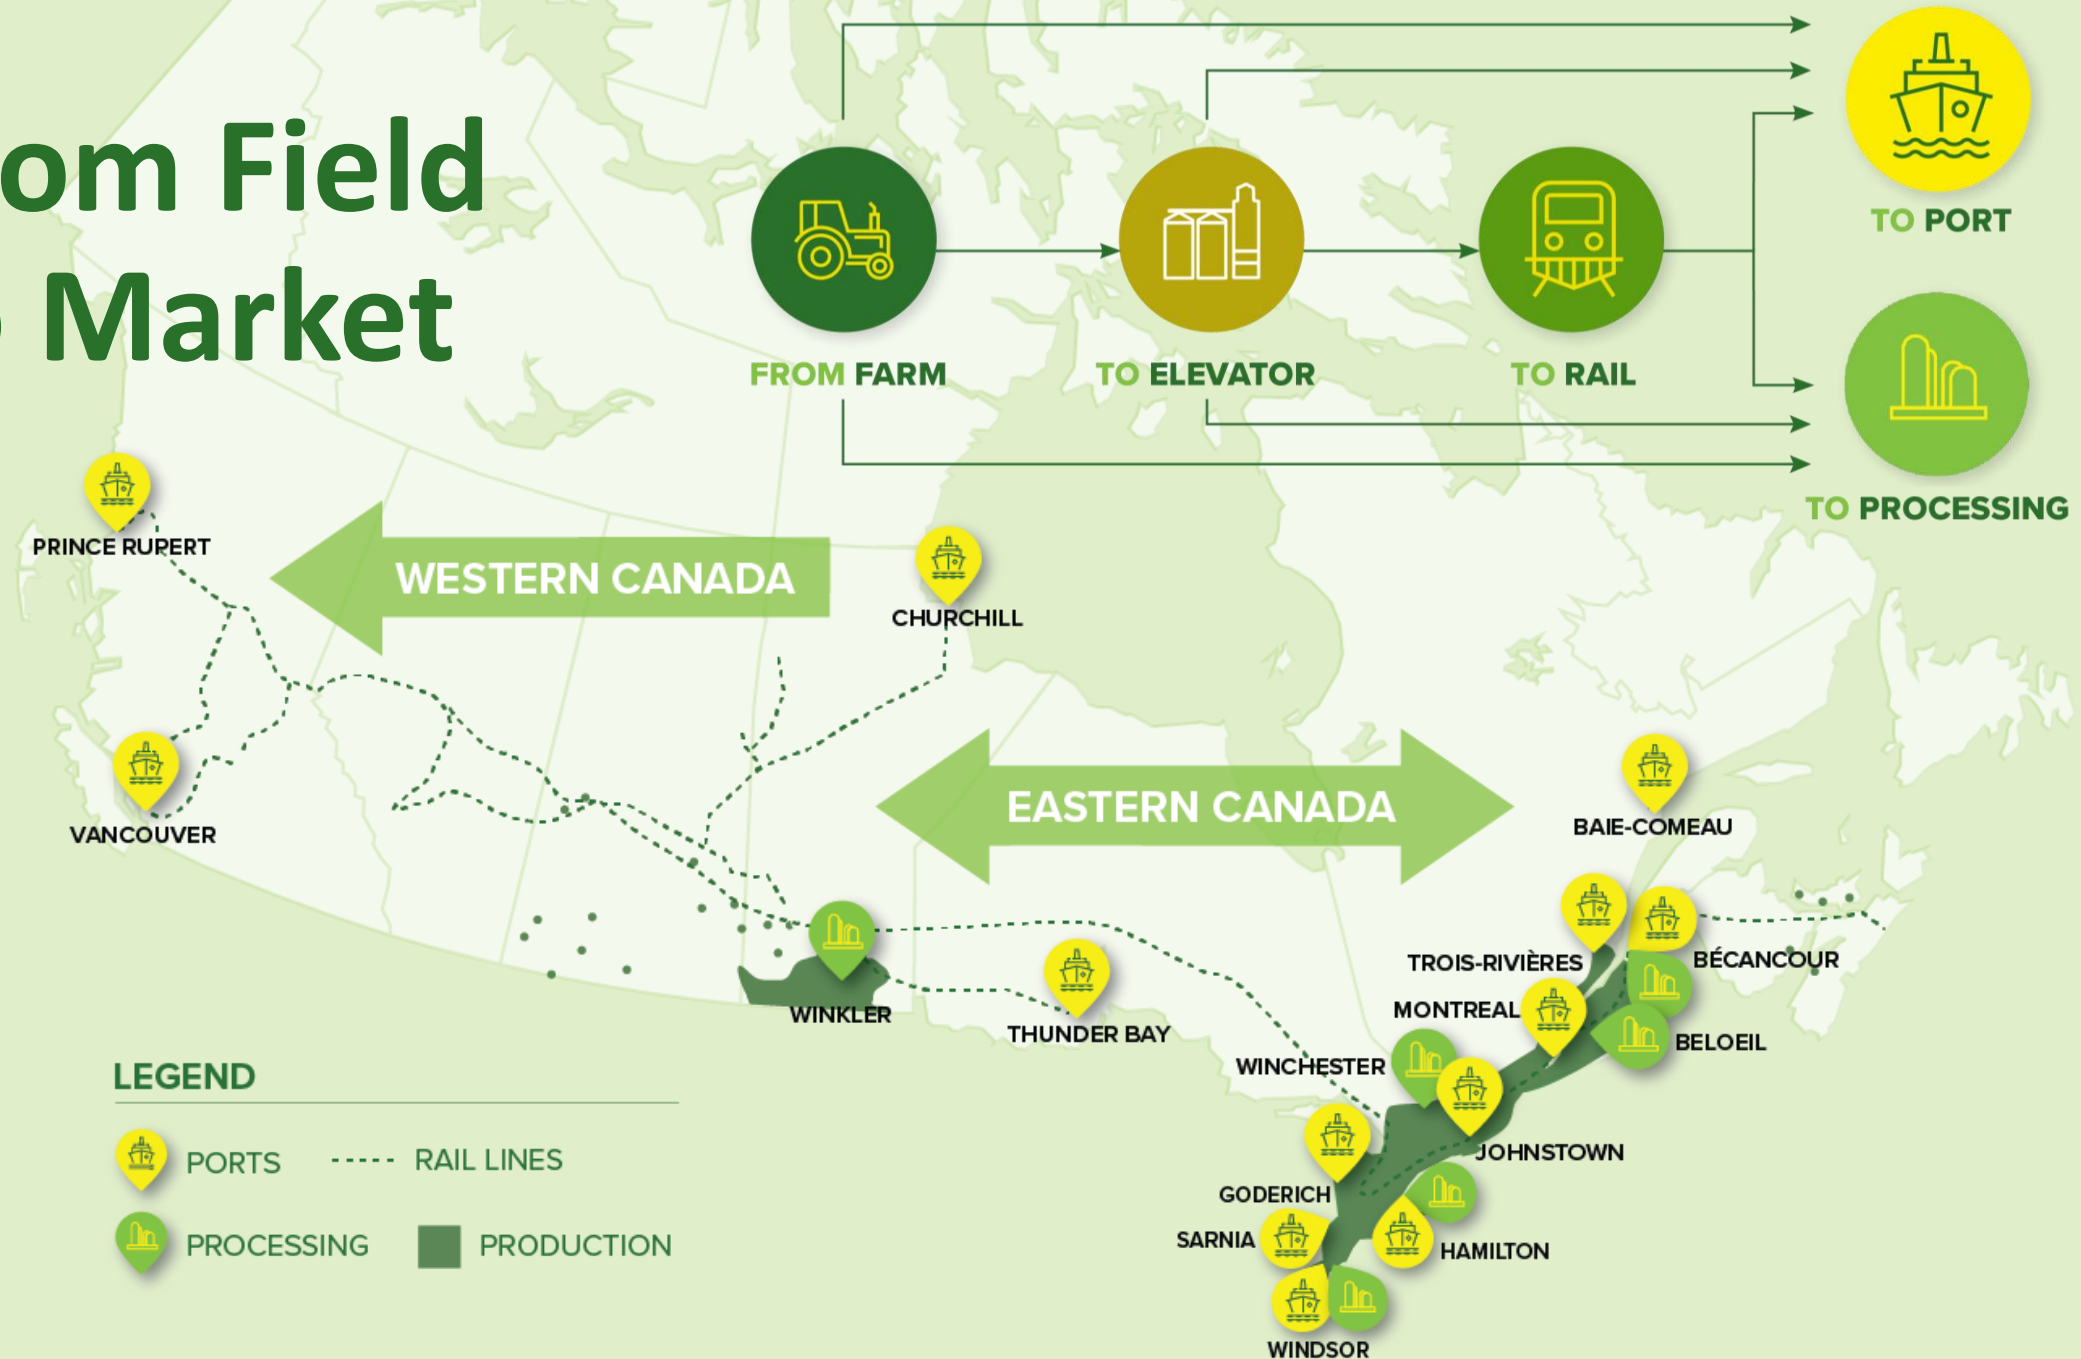 om Field
Market
FROM FARM
TO ELEVATOR
TO RAIL
TO PORT
TO PROCESSING
PRINCE RUPERT
WESTERN CANADA
CHURCHILL
VANCOUVER
EASTERN CANADA
BAIE-COMEAU
TROIS-RIVIÈRES
BÉCANCOUR
MONTREAL
BELOEIL
WINKLER
THUNDER BAY
WINCHESTER
JOHNSTOWN
GODERICH
SARNIA
HAMILTON
WINDSOR
LEGEND
PORTS
RAIL LINES
PROCESSING
PRODUCTION